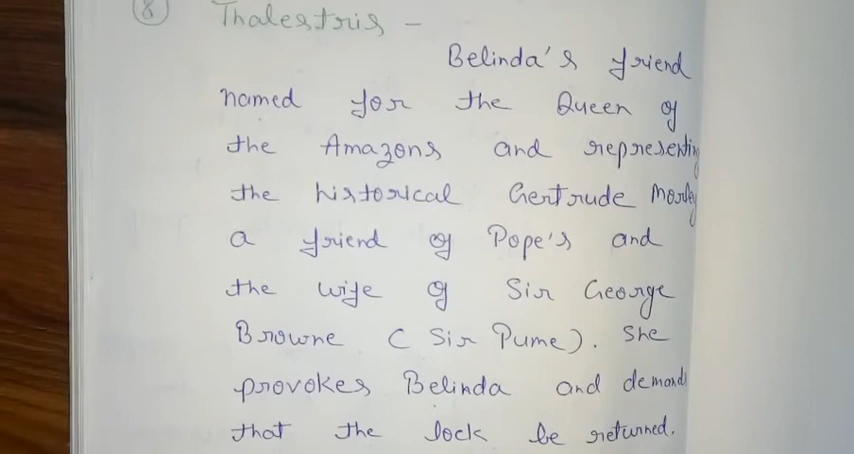 (8) Thalestris -
Belinda's friend
named for the Queen of
the Amazons and representing
the historical Gertrude Morley
a friend of Pope's and
the wife of Sir George
Browne ( Sir Pume). She
provokes Belinda and demands
that the lock be returned.